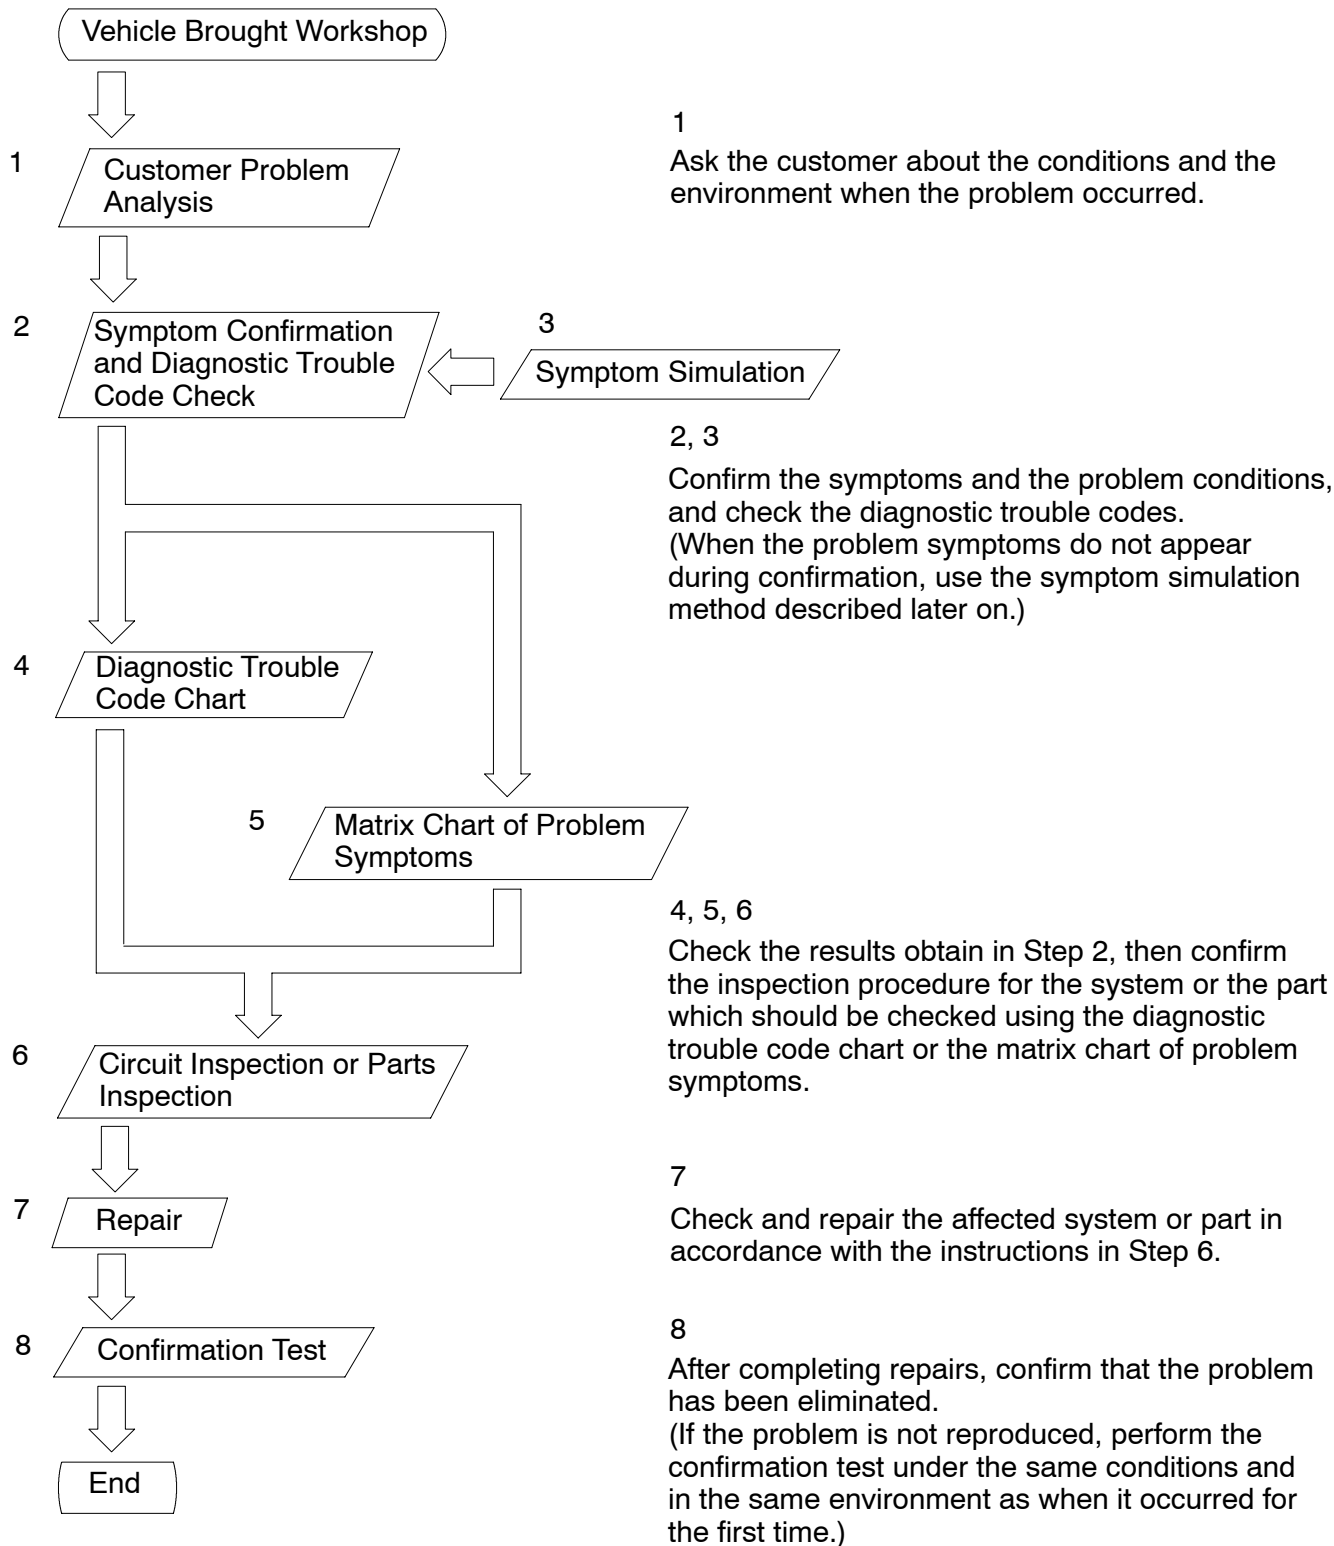 Vehicle Brought Workshop
1
Customer Problem
Analysis
1
Ask the customer about the conditions and the
environment when the problem occurred.
2
Symptom Confirmation
and Diagnostic Trouble
Code Check
3
Symptom Simulation
2, 3
Confirm the symptoms and the problem conditions,
and check the diagnostic trouble codes.
(When the problem symptoms do not appear
during confirmation, use the symptom simulation
method described later on.)
4
Diagnostic Trouble
Code Chart
5
Matrix Chart of Problem
Symptoms
4, 5, 6
Check the results obtain in Step 2, then confirm
the inspection procedure for the system or the part
which should be checked using the diagnostic
trouble code chart or the matrix chart of problem
symptoms.
6
Circuit Inspection or Parts
Inspection
7
Repair
7
Check and repair the affected system or part in
accordance with the instructions in Step 6.
8
Confirmation Test
8
After completing repairs, confirm that the problem
has been eliminated.
(If the problem is not reproduced, perform the
confirmation test under the same conditions and
in the same environment as when it occurred for
the first time.)
End